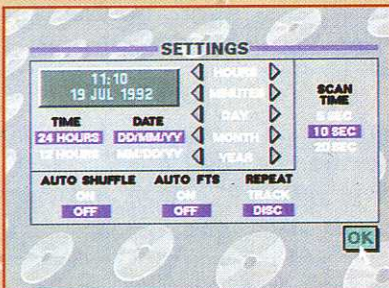 SETTINGS
11:10
19 JUL 1992
HOURS
MINUTES
DAY
MONTH
YEAR
TIME
24 HOURS
12 HOURS
DATE
DD/MM/YY
MM/DD/YY
SCAN
TIME
5 SEC
10 SEC
20 SEC
AUTO SHUFFLE
ON
OFF
AUTO FTS
ON
OFF
REPEAT
TRACK
DISC
OK